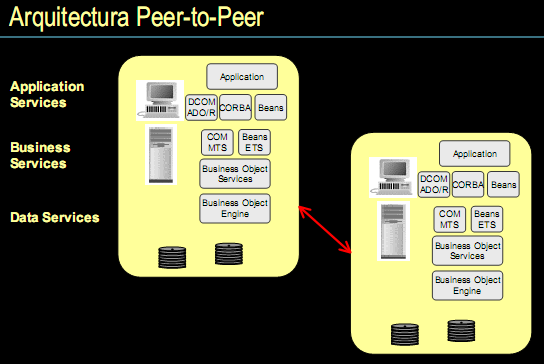 Arquitectura Peer-to-Peer
Application
Services
Business
Services
Data Services
Application
DCOM
ADO/R
CORBA
Beans
COM
MTS
Beans
ETS
Business Object
Services
Business Object
Engine
Application
DCOM
ADO/R
CORBA
Beans
COM
MTS
Beans
ETS
Business Object
Services
Business Object
Engine